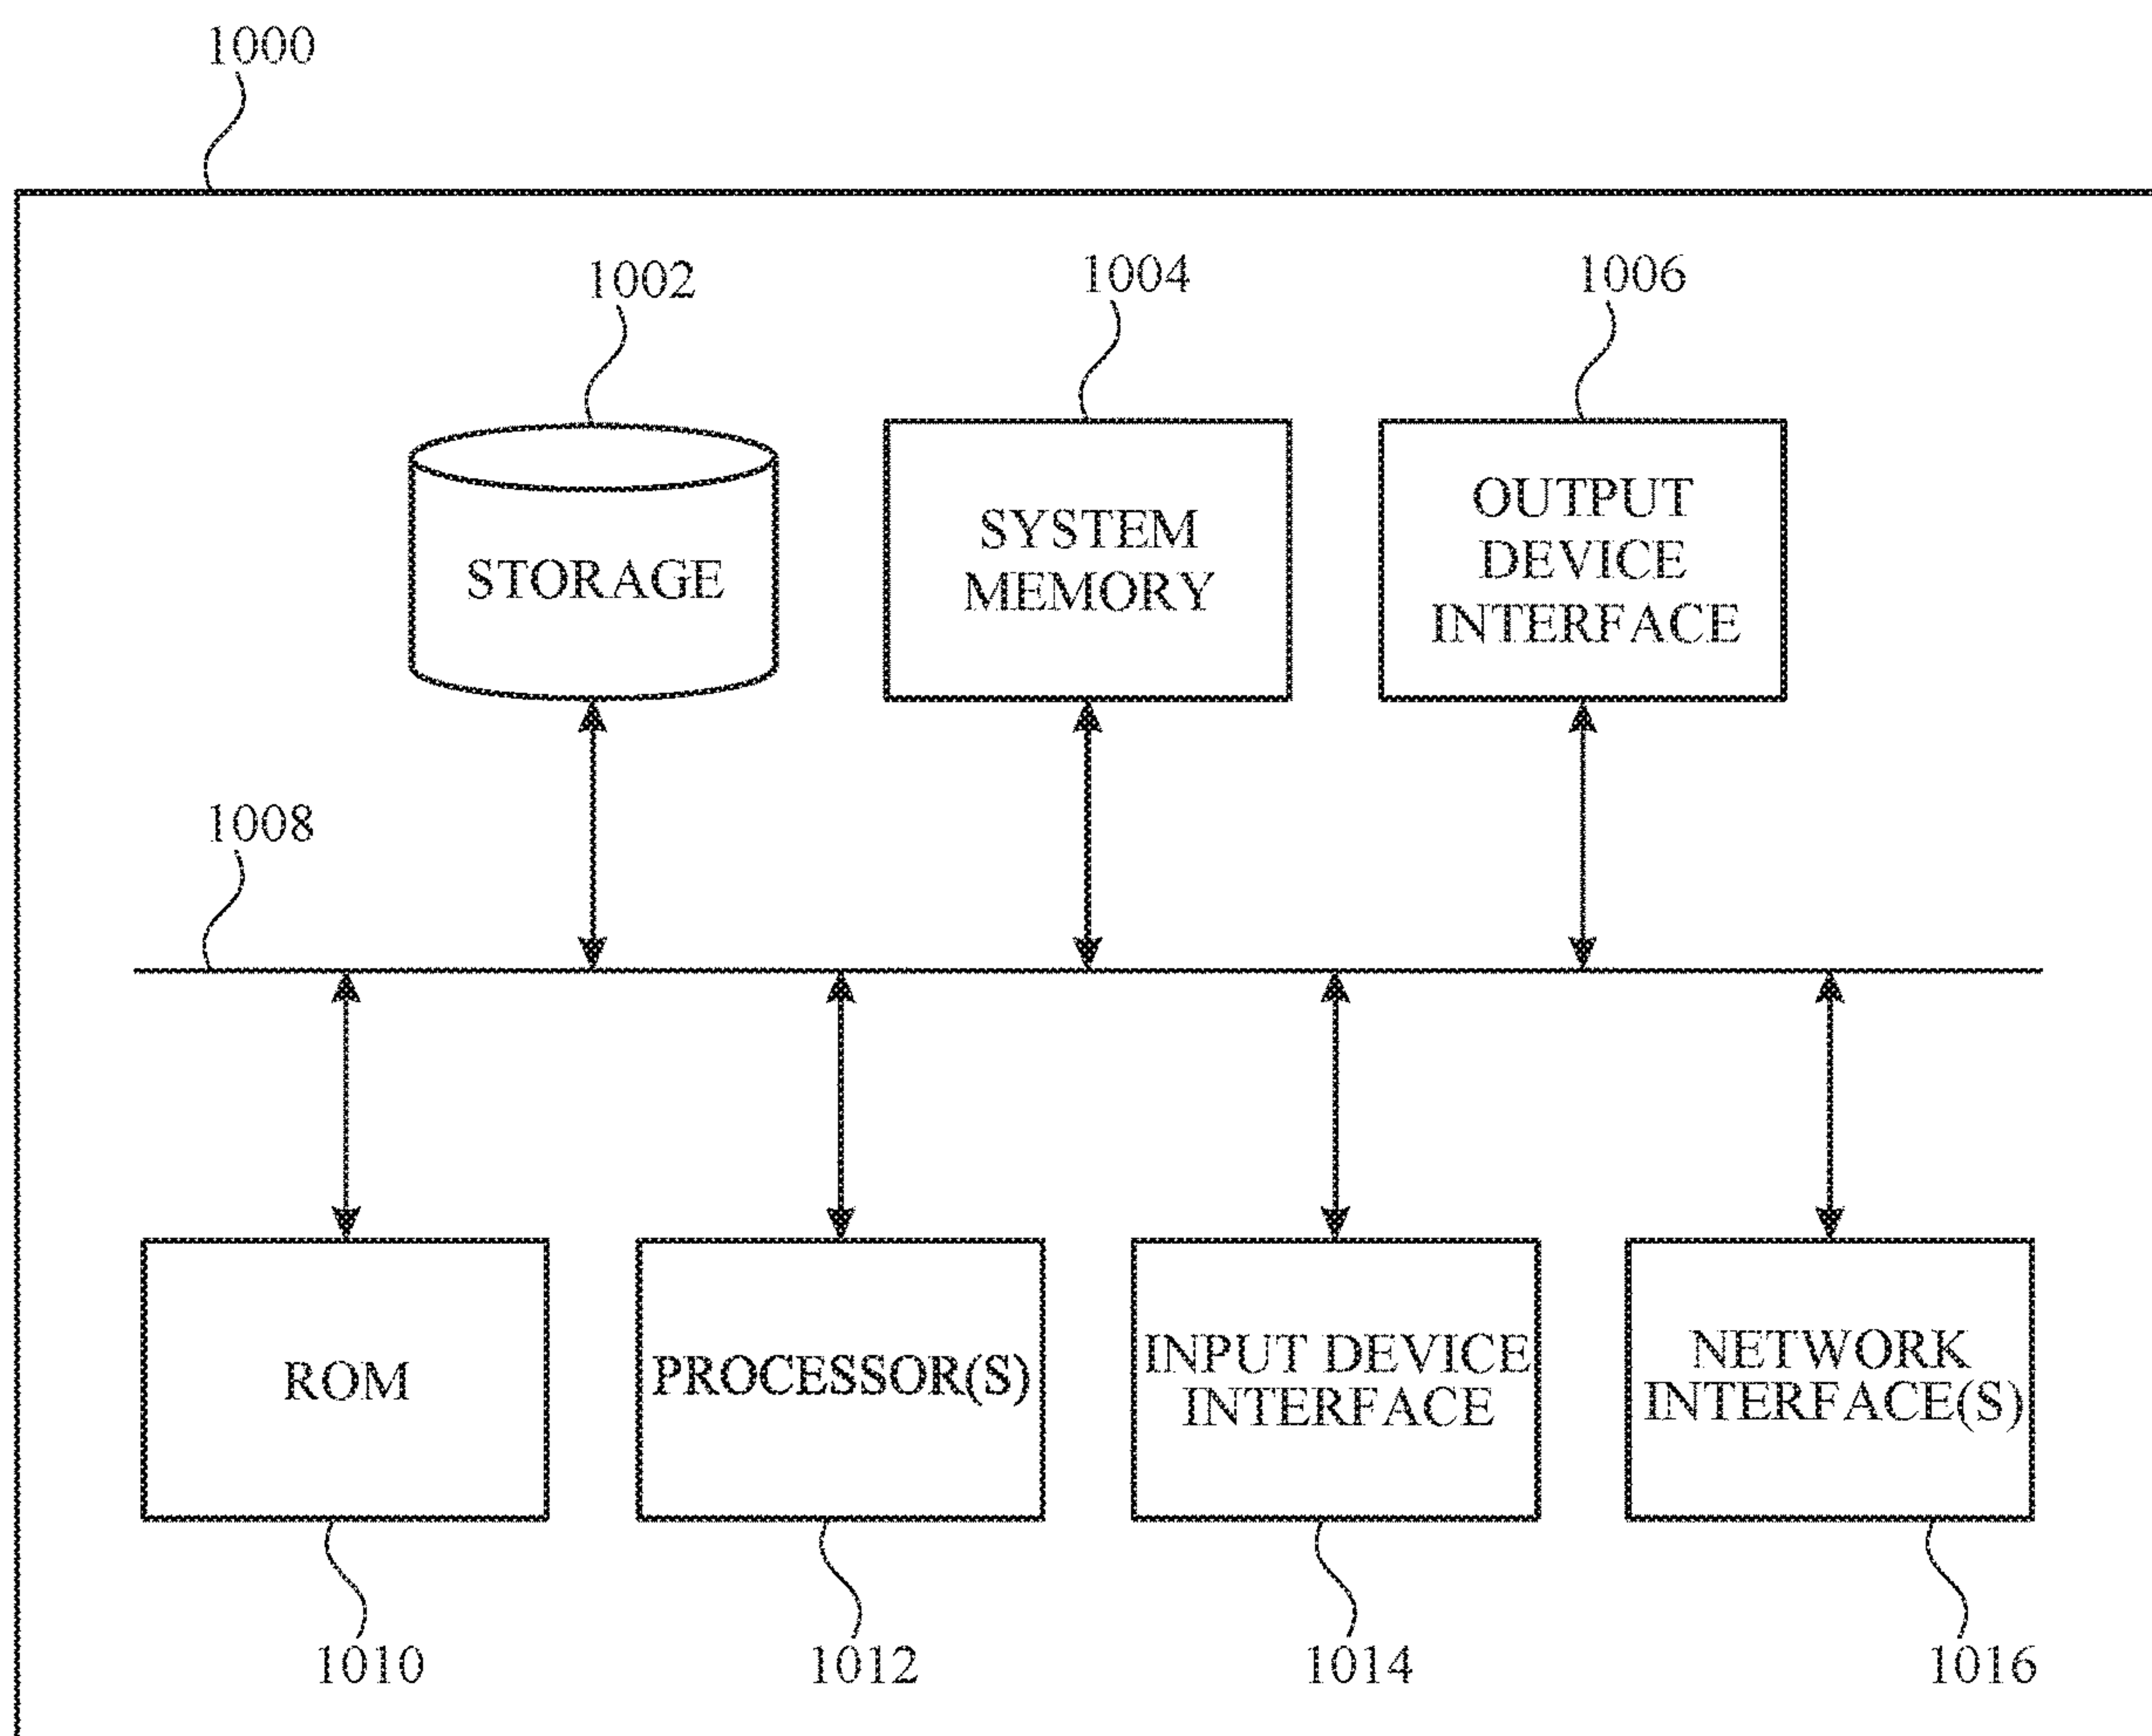 1000
1002
1004
1006
STORAGE
SYSTEM
MEMORY
OUTPUT
DEVICE
INTERFACE
1008
ROM
PROCESSOR(S)
INPUT DEVICE
INTERFACE
NETWORK
INTERFACE(S)
1010
1012
1014
1016